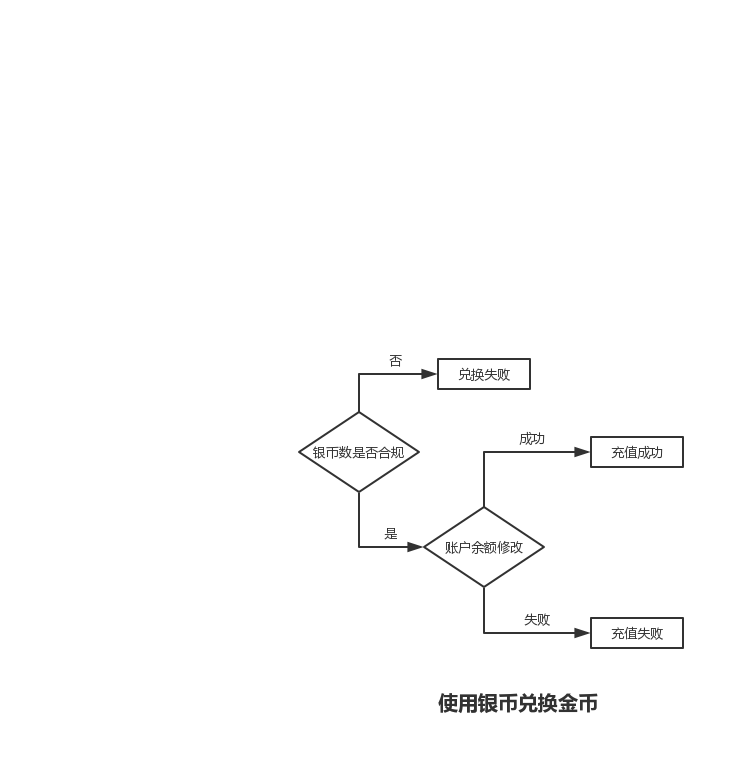 否
兑换失败
成功
银币数是否合规
充值成功
是
账户余额修改
失败
充值失败
使用银币兑换金币